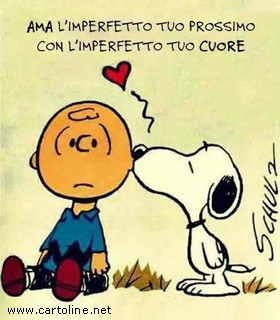 AMA L'IMPERFETTO TUO PROSSIMO
CON L'IMPERFETTO TUO CUORE
SCHULZ
www.cartoline.net